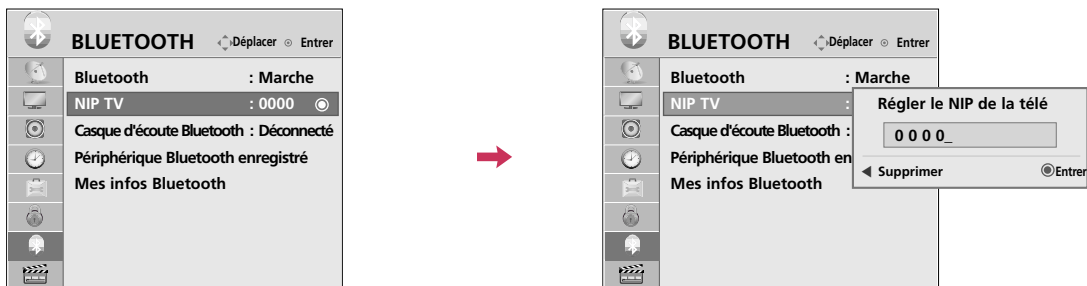 BLUETOOTH Déplacer Entrer
Bluetooth : Marche
NIP TV : 0000
Casque d'écoute Bluetooth : Déconnecté
Périphérique Bluetooth enregistré
Mes infos Bluetooth
BLUETOOTH Déplacer Entrer
Bluetooth : Marche
NIP TV :
Casque d'écoute Bluetooth :
Périphérique Bluetooth en
Mes infos Bluetooth
Régler le NIP de la télé
0 0 0 0_
Supprimer Entrer